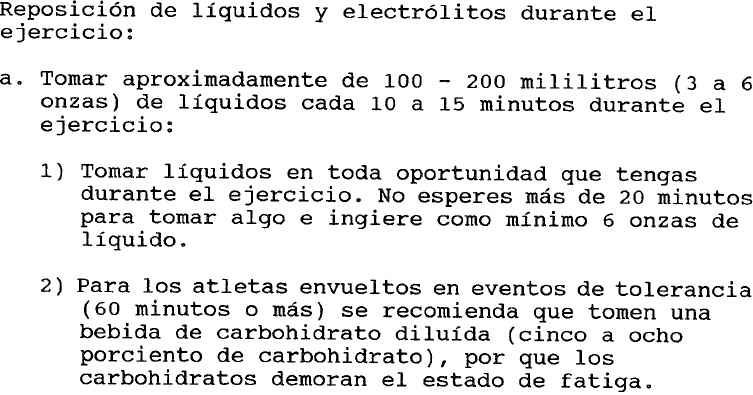 Reposición de líquidos y electrólitos durante el
ejercicio:
a. Tomar aproximadamente de 100 - 200 mililitros (3 a 6
onzas) de líquidos cada 10 a 15 minutos durante el
ejercicio:
1) Tomar líquidos en toda oportunidad que tengas
durante el ejercicio. No esperes más de 20 minutos
para tomar algo e ingiere como mínimo 6 onzas de
líquido.
2) Para los atletas envueltos en eventos de tolerancia
(60 minutos o más) se recomienda que tomen una
bebida de carbohidrato diluída (cinco a ocho
porciento de carbohidrato), por que los
carbohidratos demoran el estado de fatiga.